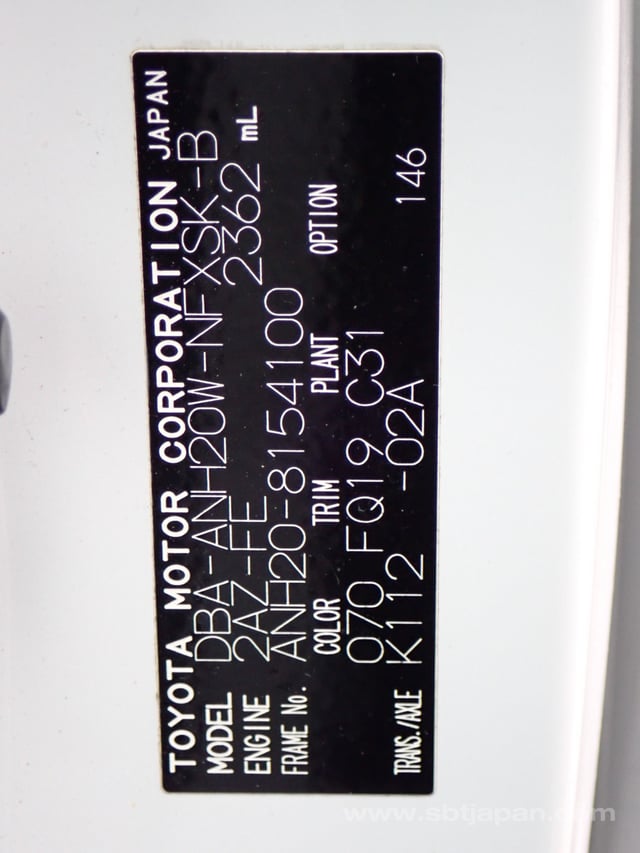 TOYOTA MOTOR CORPORATION JAPAN
MODEL DBA-ANH20W-NFXSK-B
ENGINE 2AZ-FE 2362 mL
FRAME No. ANH20-8154100
COLOR TRIM PLANT OPTION
070 FQ19 C31
TRANS./AXLE K112 -02A 146
www.sbtjapan.com